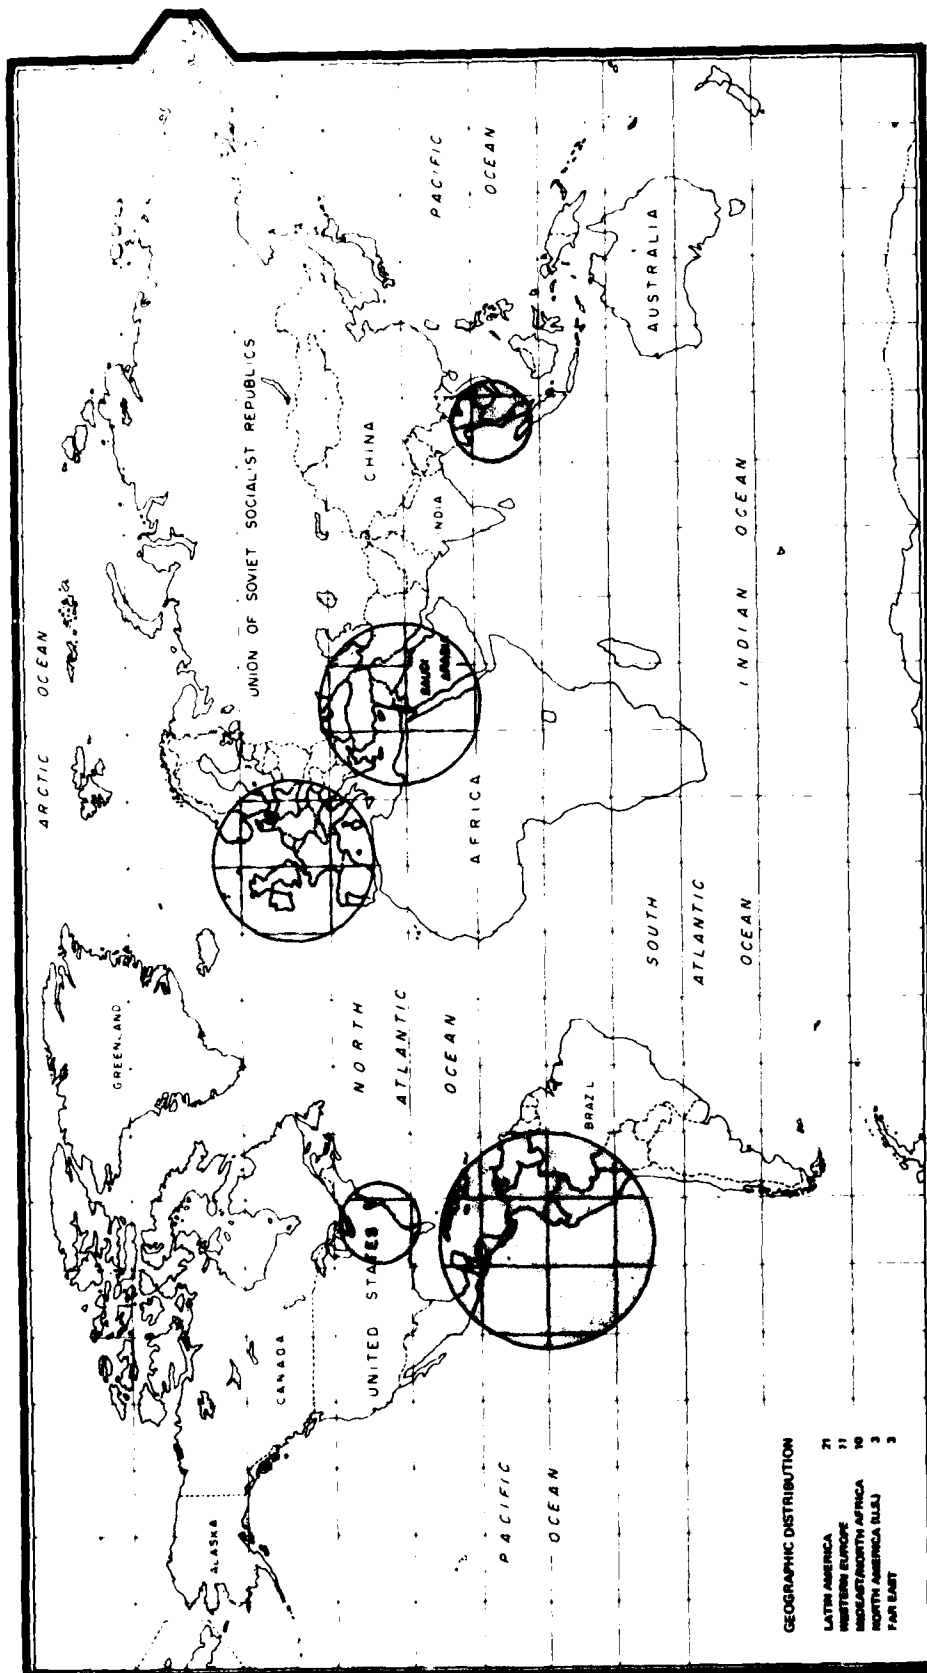 ARCTIC OCEAN
GREENLAND
ALASKA
CANADA
UNITED STATES
NORTH
ATLANTIC
OCEAN
UNION OF SOVIET SOCIALIST REPUBLICS
CHINA
NDIA
SAUDI
ARABIA
AFRICA
PACIFIC
OCEAN
PACIFIC
OCEAN
BRAZ L
SOUTH
ATLANTIC
OCEAN
INDIAN OCEAN
AUSTRALIA
GEOGRAPHIC DISTRIBUTION
LATIN AMERICA 21
WESTERN EUROPE 11
MIDEAST/NORTH AFRICA 10
NORTH AMERICA (U.S.) 3
FAR EAST 3